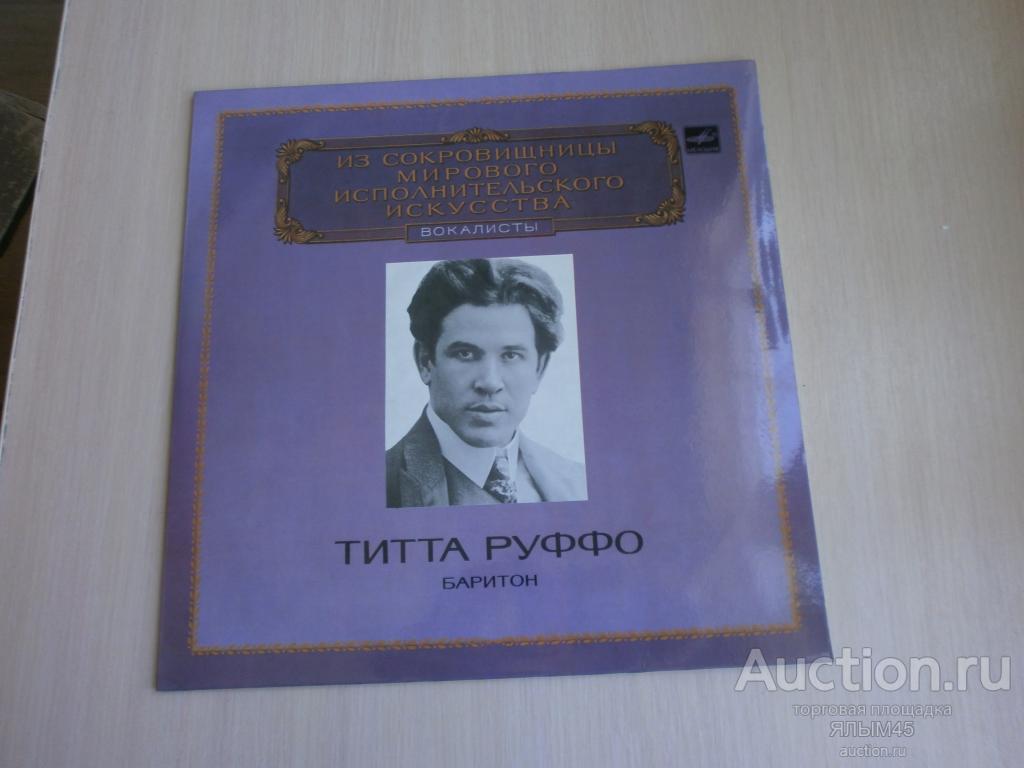 ИЗ СОКРОВИЩНИЦЫ
МИРОВОГО
ИСПОЛНИТЕЛЬСКОГО
ИСКУССТВА
ВОКАЛИСТЫ
ТИТТА РУФФО
БАРИТОН
Auction.ru
торговая площадка
ЯЛЫМ45
auction.ru